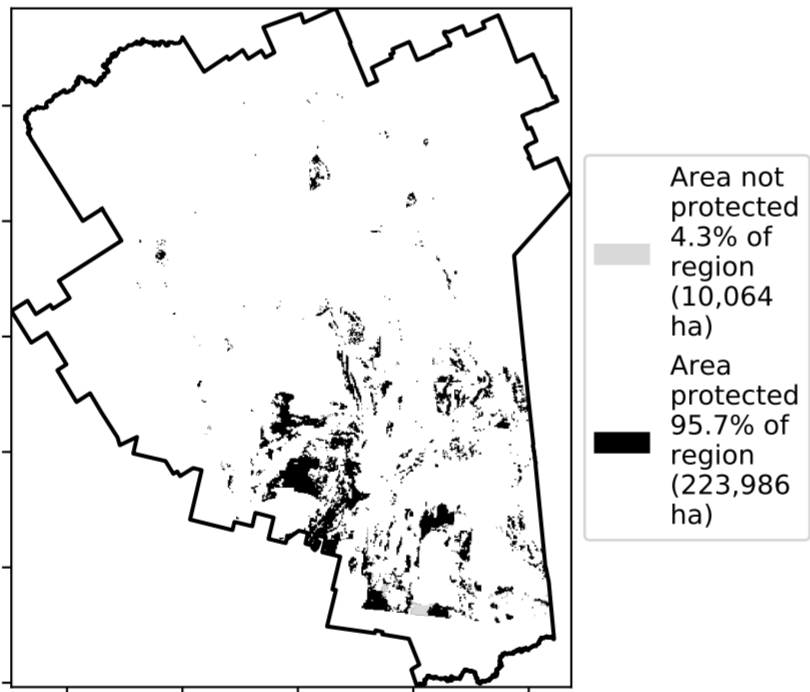 Area not
protected
4.3% of
region
(10,064
ha)
Area
protected
95.7% of
region
(223,986
ha)